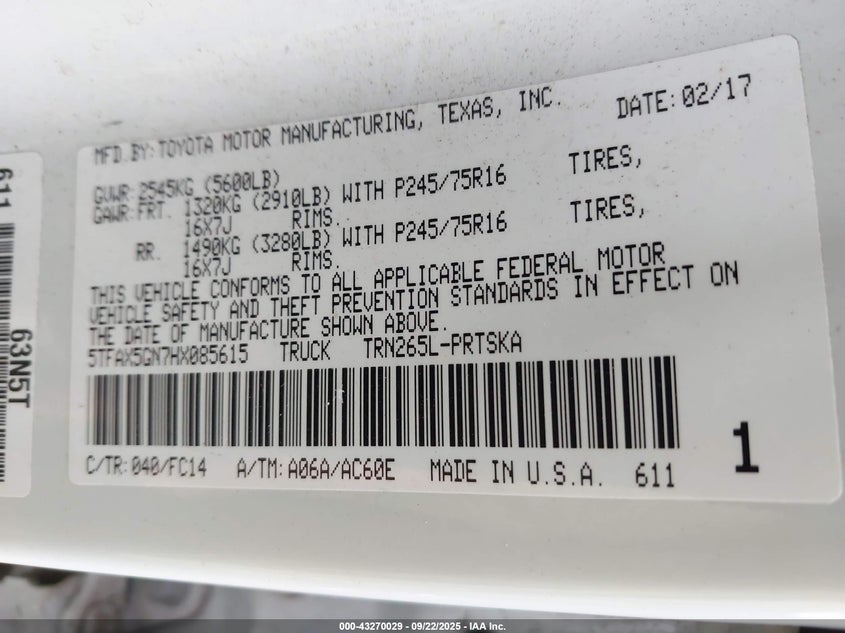 MFD.BY:TOYOTA MOTOR MANUFACTURING, TEXAS, INC. DATE:02/17
GVWR:2545KG (5600LB)
GAWR:FRT. 1320KG (2910LB) WITH P245/75R16 TIRES,
16X7J RIMS.
RR. 1490KG (3280LB) WITH P245/75R16 TIRES,
16X7J RIMS.
THIS VEHICLE CONFORMS TO ALL APPLICABLE FEDERAL MOTOR
VEHICLE SAFETY AND THEFT PREVENTION STANDARDS IN EFFECT ON
THE DATE OF MANUFACTURE SHOWN ABOVE.
5TFAX5GN7HX085615 TRUCK TRN265L-PRTSKA
C/TR:040/FC14 A/TM:A06A/AC60E MADE IN U.S.A. 611
1
611
63N5T
000-43270029 - 09/22/2025 - IAA Inc.